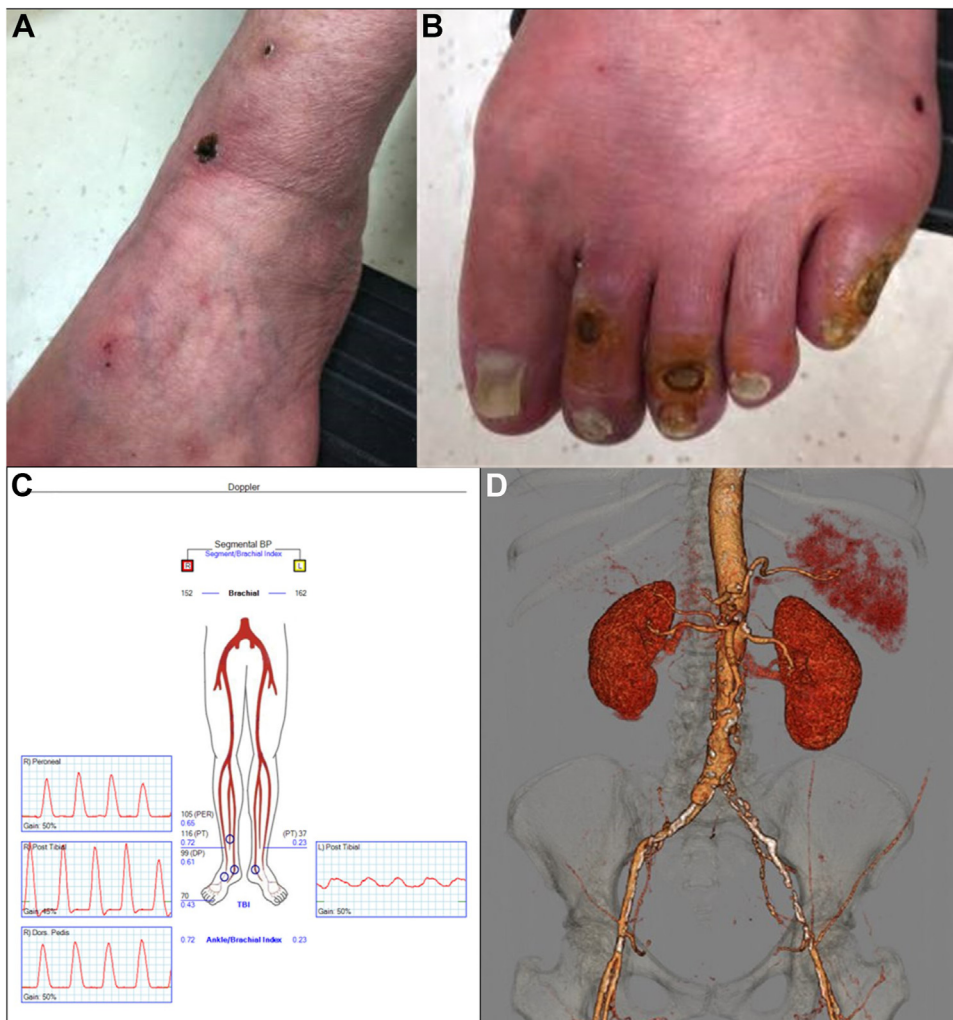 A
B
C
Doppler
Segmental BP
Segment/Brachial Index
R
L
152
Brachial
162
R) Peroneal
Gain: 50%
105 (PER)
0.65
116 (PT)
0.72
(PT) 37
0.23
99 (DP)
0.61
R) Post Tibial
Gain: 45%
L) Post Tibial
Gain: 50%
70
0.43
TBI
R) Dors. Pedis
Gain: 50%
0.72
Ankle/Brachial Index
0.23
D